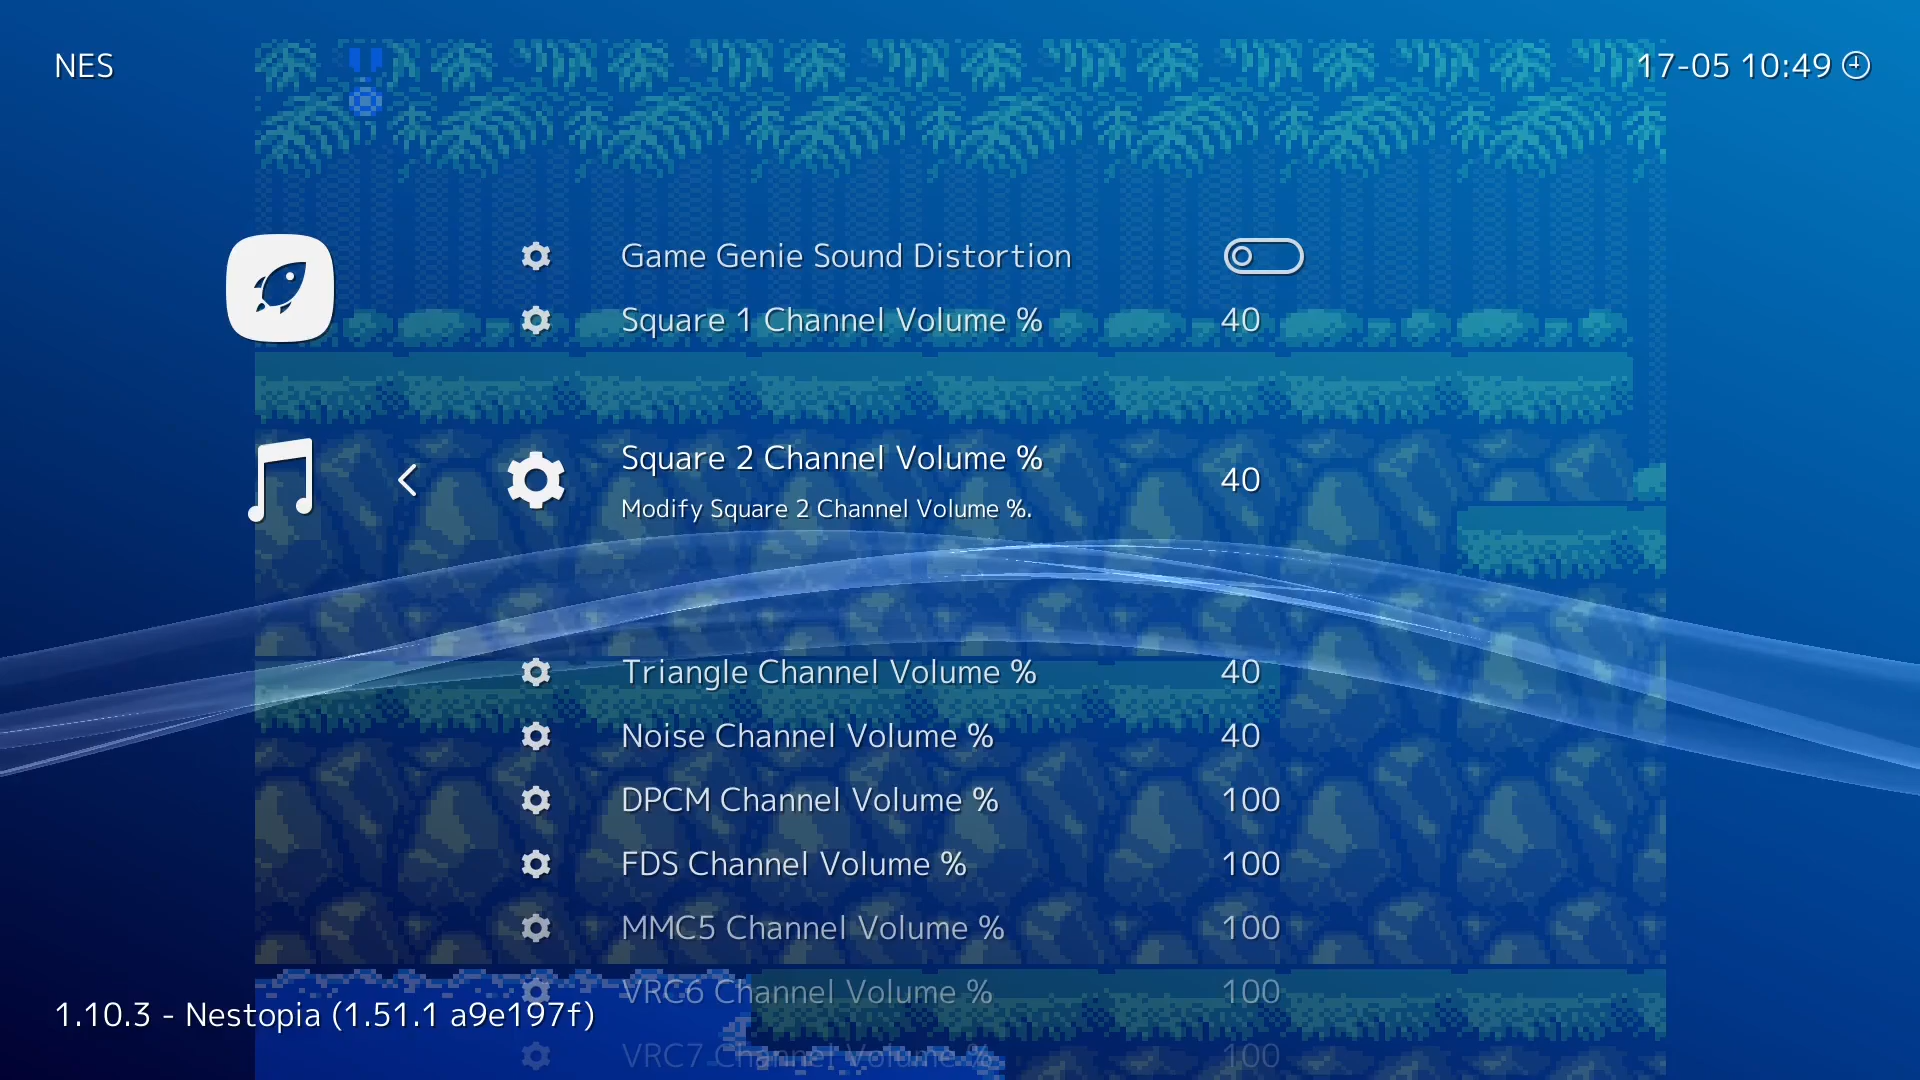 NES
17-05 10:49
Game Genie Sound Distortion
Square 1 Channel Volume % 40
Square 2 Channel Volume % 40
Modify Square 2 Channel Volume %.
Triangle Channel Volume % 40
Noise Channel Volume % 40
DPCM Channel Volume % 100
FDS Channel Volume % 100
MMC5 Channel Volume % 100
VRC6 Channel Volume % 100
1.10.3 - Nestopia (1.51.1 a9e197f)
VRC7 Channel Volume % 100